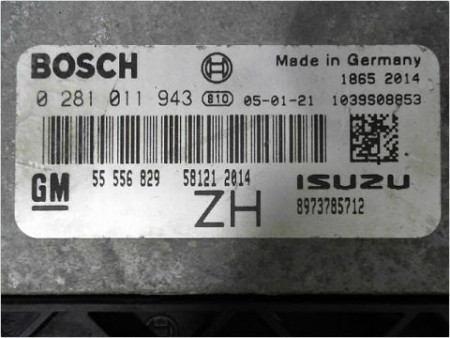 BOSCH Made in Germany
1865 2014
0 281 011 943 810 05-01-21 1039S08853
GM 55 556 829 58121 2014 ISUZU
ZH 8973785712